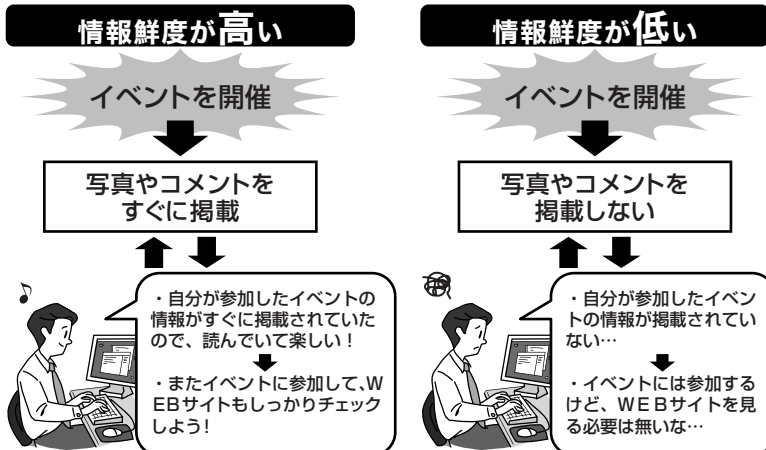 情報鮮度が高い
イベントを開催
写真やコメントを
すぐに掲載
・自分が参加したイベントの
情報がすぐに掲載されていた
ので、読んでいて楽しい！
・またイベントに参加して、W
EBサイトもしっかりチェック
しよう！
情報鮮度が低い
イベントを開催
写真やコメントを
掲載しない
・自分が参加したイベン
トの情報が掲載されてい
ない…
・イベントには参加する
けど、WEBサイトを見
る必要は無いな…